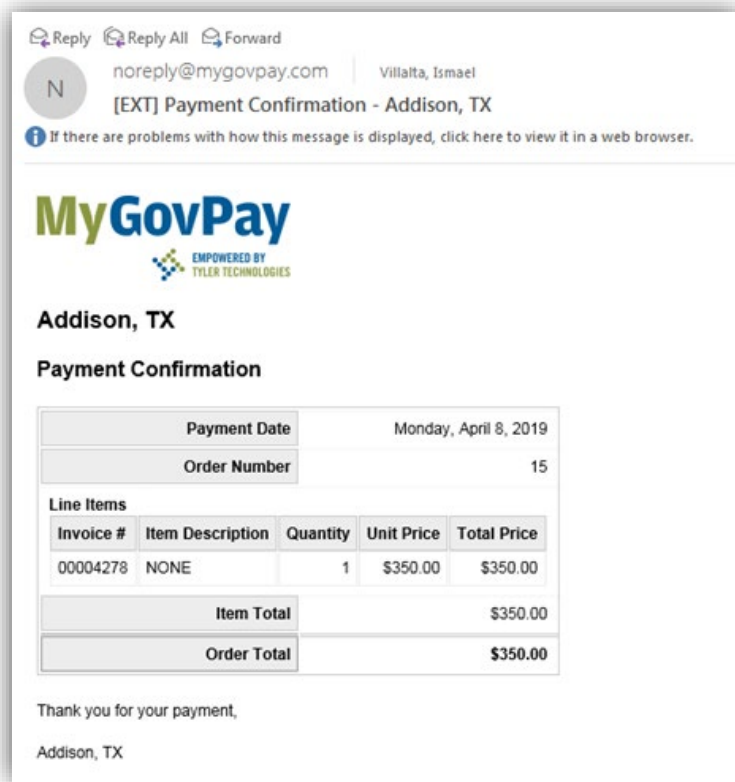 Reply Reply All Forward
N
noreply@mygovpay.com Villalta, Ismael
[EXT] Payment Confirmation - Addison, TX
If there are problems with how this message is displayed, click here to view it in a web browser.
MyGovPay
EMPOWERED BY
TYLER TECHNOLOGIES
Addison, TX
Payment Confirmation
Payment Date Monday, April 8, 2019
Order Number 15
Line Items
Invoice # Item Description Quantity Unit Price Total Price
00004278 NONE 1 $350.00 $350.00
Item Total $350.00
Order Total $350.00
Thank you for your payment,
Addison, TX